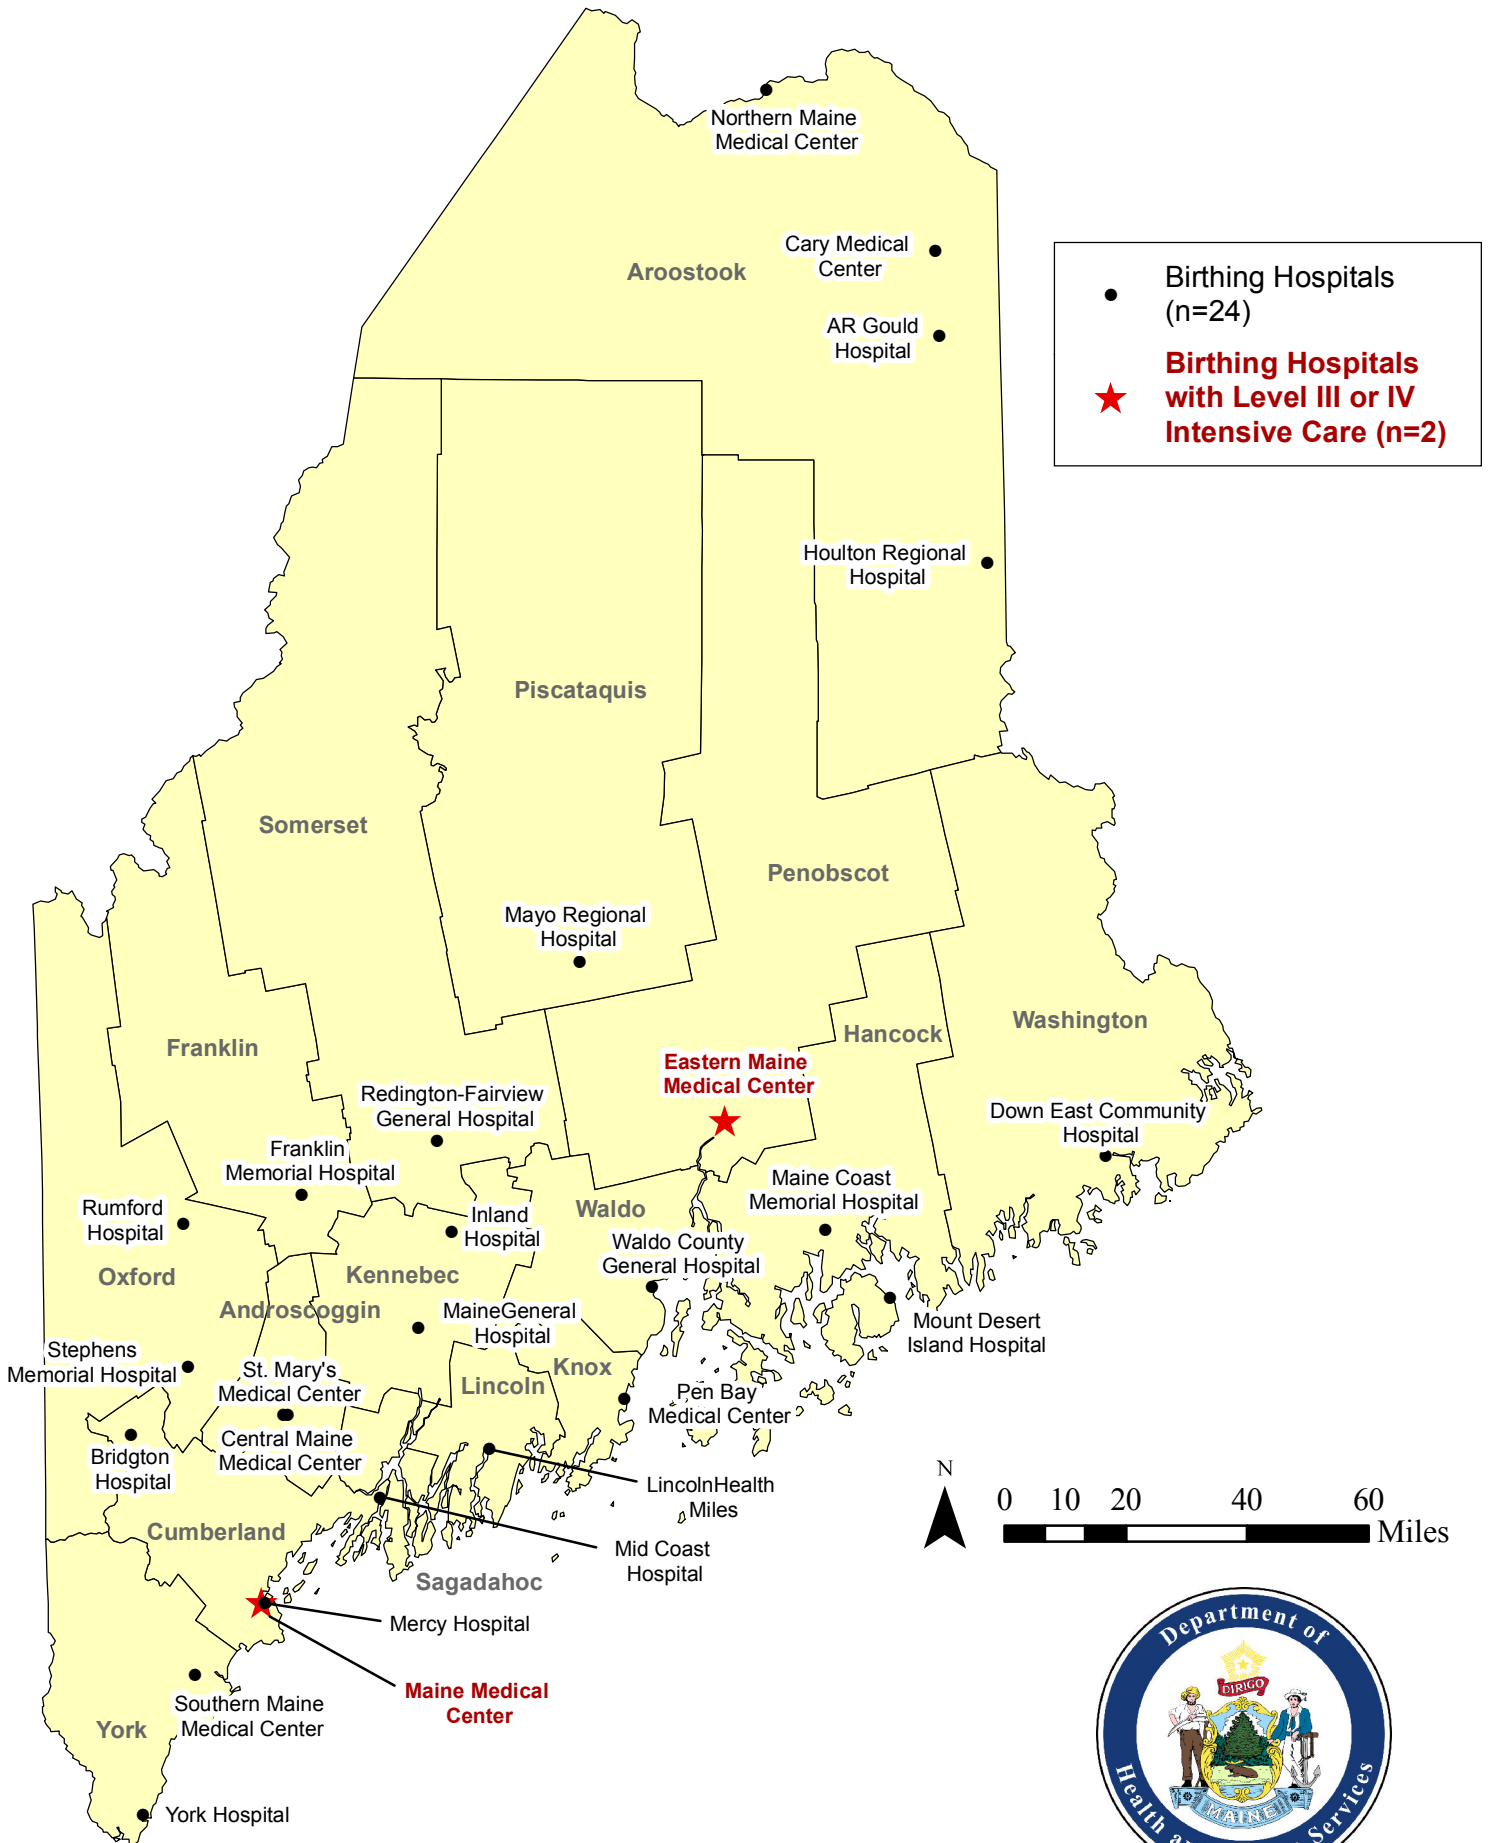 Northern Maine
Medical Center
Cary Medical
Center
Aroostook
AR Gould
Hospital
Birthing Hospitals
(n=24)
Birthing Hospitals
with Level III or IV
Intensive Care (n=2)
Houlton Regional
Hospital
Piscataquis
Somerset
Penobscot
Mayo Regional
Hospital
Washington
Hancock
Franklin
Eastern Maine
Medical Center
Redington-Fairview
General Hospital
Down East Community
Hospital
Franklin
Memorial Hospital
Maine Coast
Memorial Hospital
Rumford
Hospital
Waldo
Inland
Hospital
Waldo County
General Hospital
Oxford
Kennebec
Androscoggin
MaineGeneral
Hospital
Mount Desert
Island Hospital
Stephens
Memorial Hospital
St. Mary's
Medical Center
Knox
Lincoln
Pen Bay
Medical Center
Central Maine
Medical Center
Bridgton
Hospital
LincolnHealth
Miles
N
0 10 20 40 60
Miles
Cumberland
Mid Coast
Hospital
Sagadahoc
Mercy Hospital
Maine Medical
Center
Southern Maine
Medical Center
York
York Hospital
Department of
DIRIGO
MAINE
Health a
Services